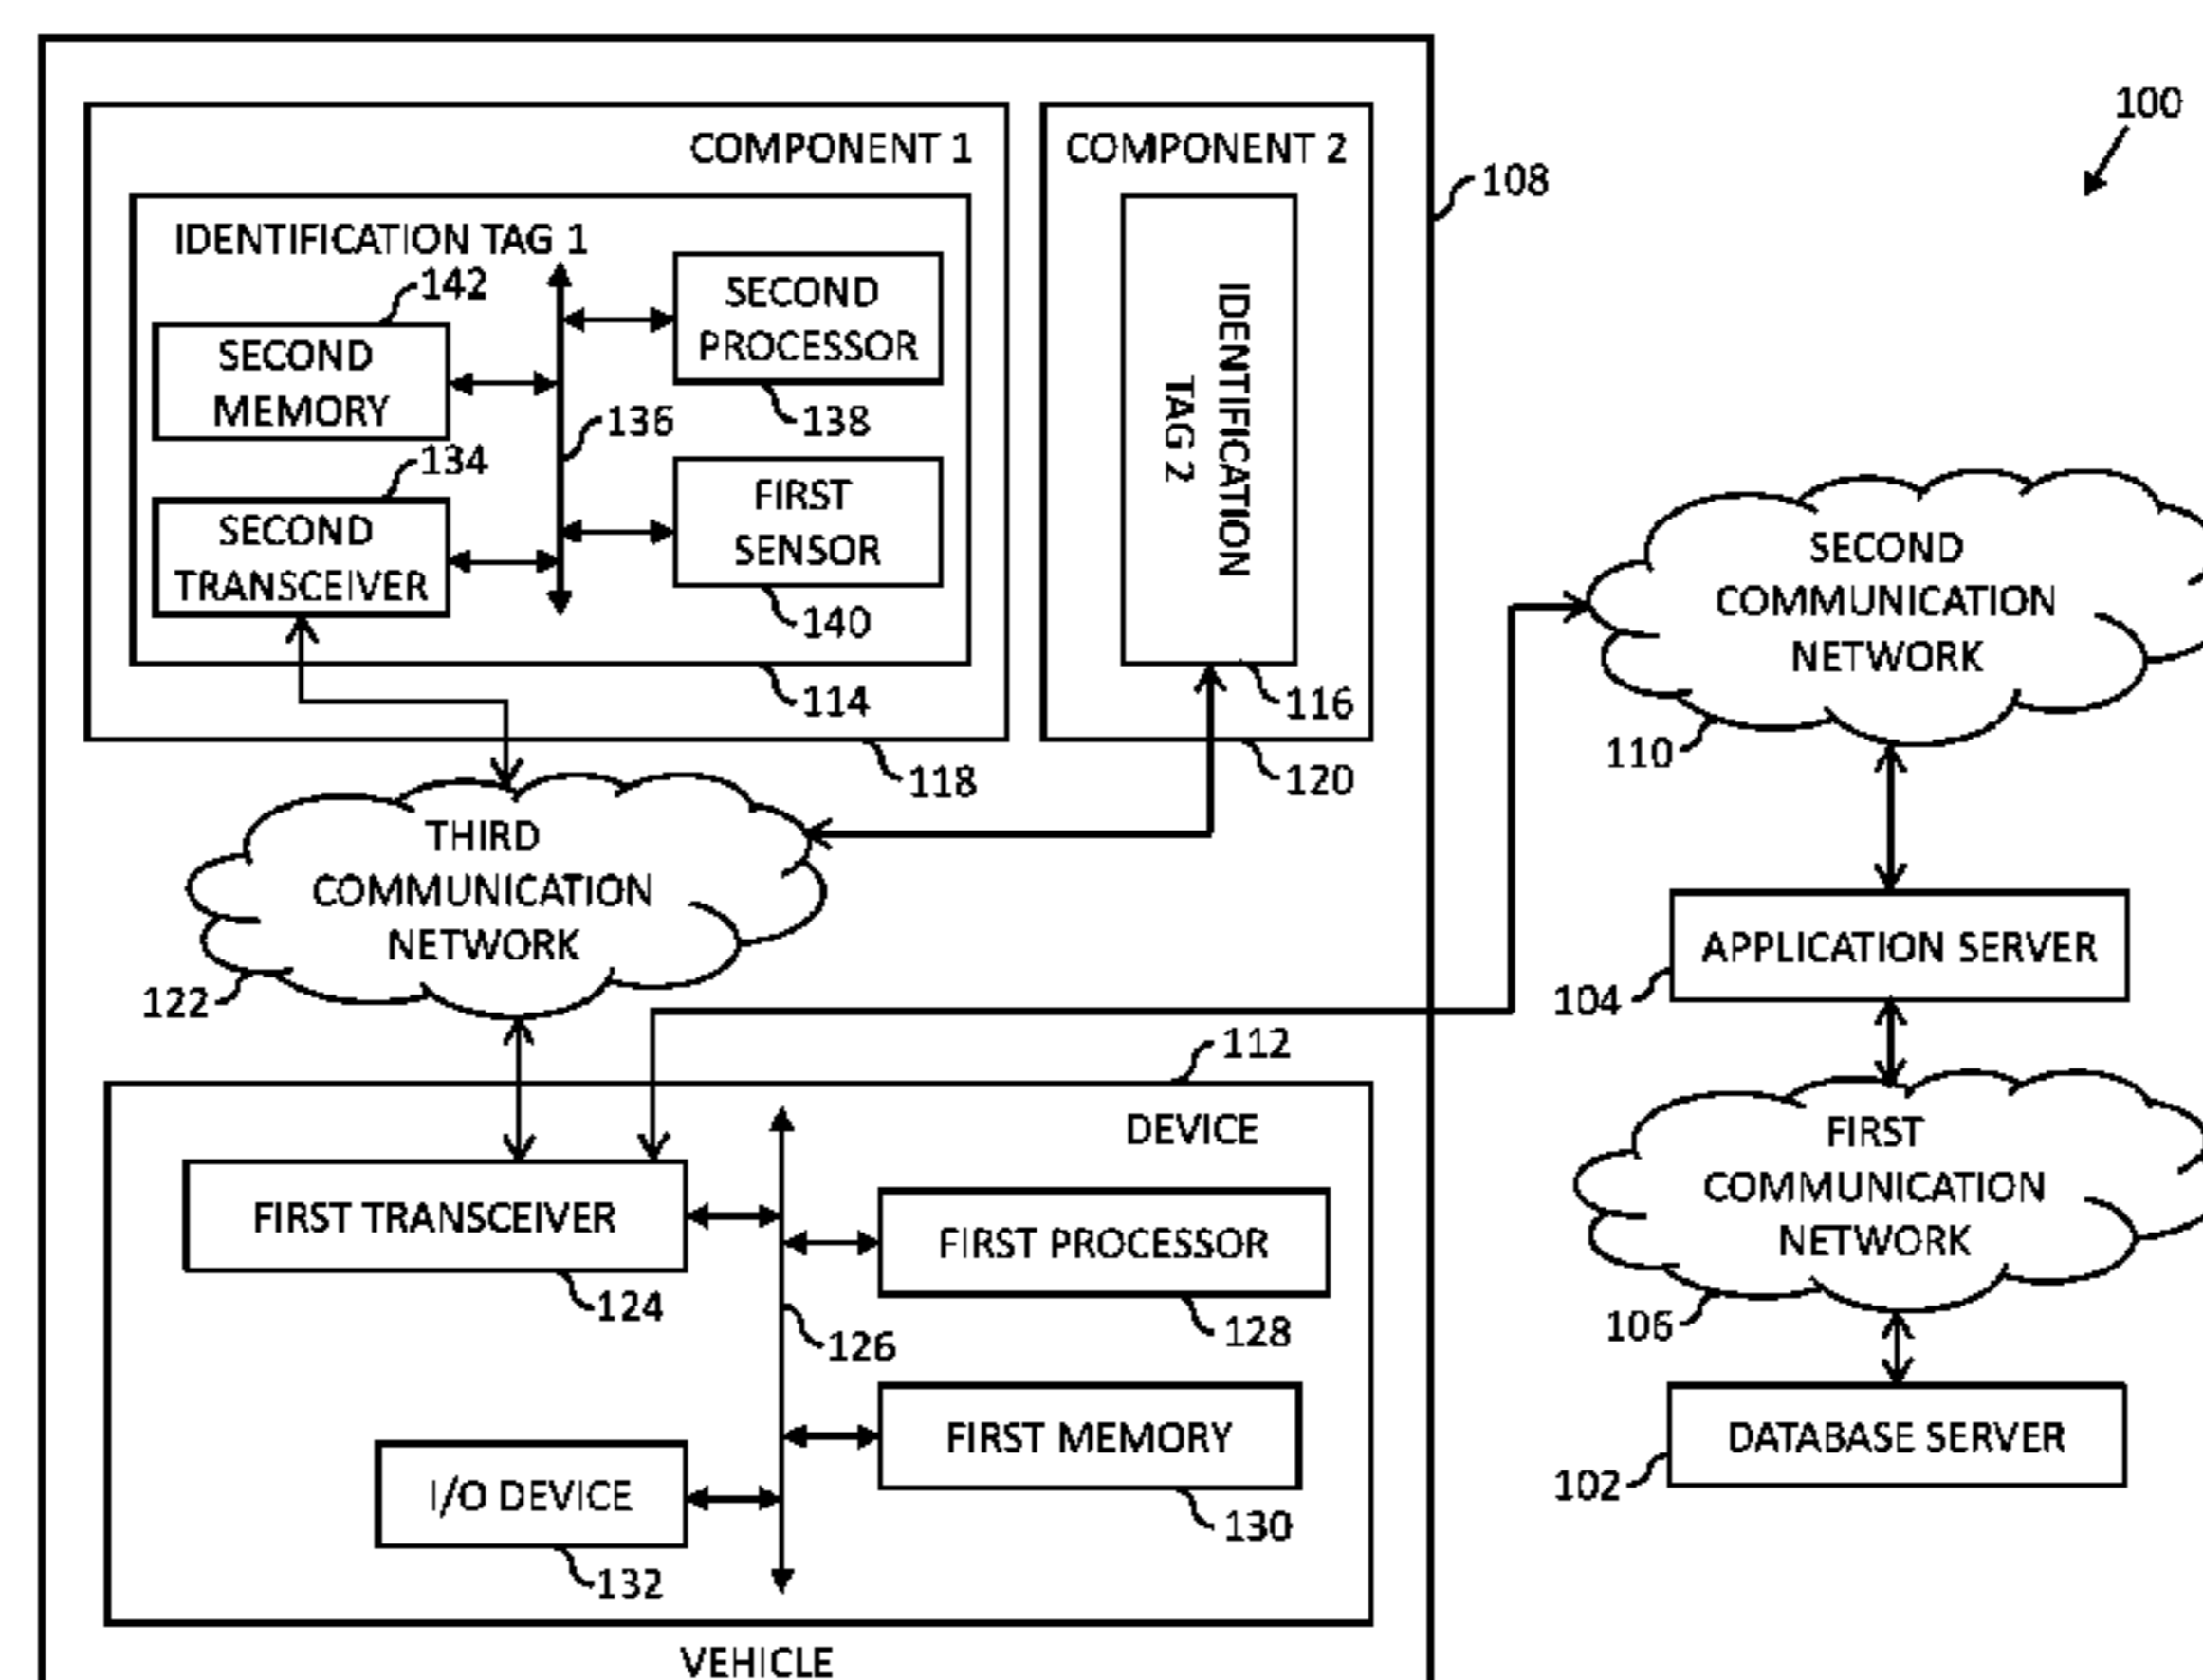 100
COMPONENT 1
COMPONENT 2
108
IDENTIFICATION TAG 1
142
SECOND
PROCESSOR
SECOND
MEMORY
136
138
134
FIRST
SENSOR
SECOND
TRANSCEIVER
140
114
118
IDENTIFICATION
TAG 2
116
120
SECOND
COMMUNICATION
NETWORK
110
THIRD
COMMUNICATION
NETWORK
122
APPLICATION SERVER
104
112
DEVICE
FIRST TRANSCEIVER
124
FIRST PROCESSOR
128
126
FIRST MEMORY
130
I/O DEVICE
132
VEHICLE
FIRST
COMMUNICATION
NETWORK
106
DATABASE SERVER
102